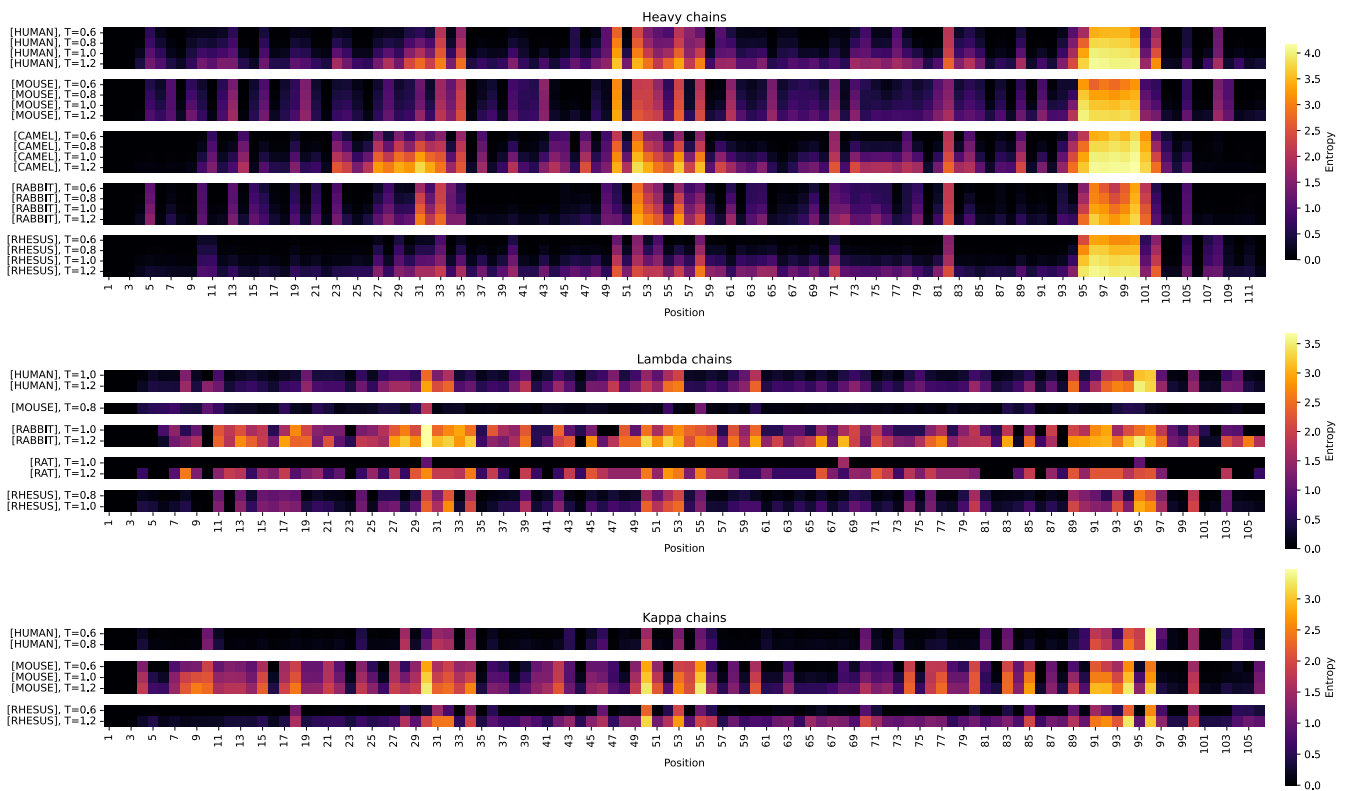 Heavy chains
[HUMAN], T=0.6
[HUMAN], T=0.8
[HUMAN], T=1.0
[HUMAN], T=1.2
[MOUSE], T=0.6
[MOUSE], T=0.8
[MOUSE], T=1.0
[MOUSE], T=1.2
[CAMEL], T=0.6
[CAMEL], T=0.8
[CAMEL], T=1.0
[CAMEL], T=1.2
[RABBIT], T=0.6
[RABBIT], T=0.8
[RABBIT], T=1.0
[RABBIT], T=1.2
[RHESUS], T=0.6
[RHESUS], T=0.8
[RHESUS], T=1.0
[RHESUS], T=1.2
1 3 5 7 9 11 13 15 17 19 21 23 25 27 29 31 33 35 37 39 41 43 45 47 49 51 53 55 57 59 61 63 65 67 69 71 73 75 77 79 81 83 85 87 89 91 93 95 97 99 101 103 105 107 109 111
Position
4.0
3.5
3.0
2.5
2.0
1.5
1.0
0.5
0.0
Entropy
Lambda chains
[HUMAN], T=1.0
[HUMAN], T=1.2
[MOUSE], T=0.8
[RABBIT], T=1.0
[RABBIT], T=1.2
[RAT], T=1.0
[RAT], T=1.2
[RHESUS], T=0.8
[RHESUS], T=1.0
1 3 5 7 9 11 13 15 17 19 21 23 25 27 29 31 33 35 37 39 41 43 45 47 49 51 53 55 57 59 61 63 65 67 69 71 73 75 77 79 81 83 85 87 89 91 93 95 97 99 101 103 105
Position
3.5
3.0
2.5
2.0
1.5
1.0
0.5
0.0
Entropy
Kappa chains
[HUMAN], T=0.6
[HUMAN], T=0.8
[MOUSE], T=0.6
[MOUSE], T=1.0
[MOUSE], T=1.2
[RHESUS], T=0.6
[RHESUS], T=1.2
1 3 5 7 9 11 13 15 17 19 21 23 25 27 29 31 33 35 37 39 41 43 45 47 49 51 53 55 57 59 61 63 65 67 69 71 73 75 77 79 81 83 85 87 89 91 93 95 97 99 101 103 105
Position
3.0
2.5
2.0
1.5
1.0
0.5
0.0
Entropy